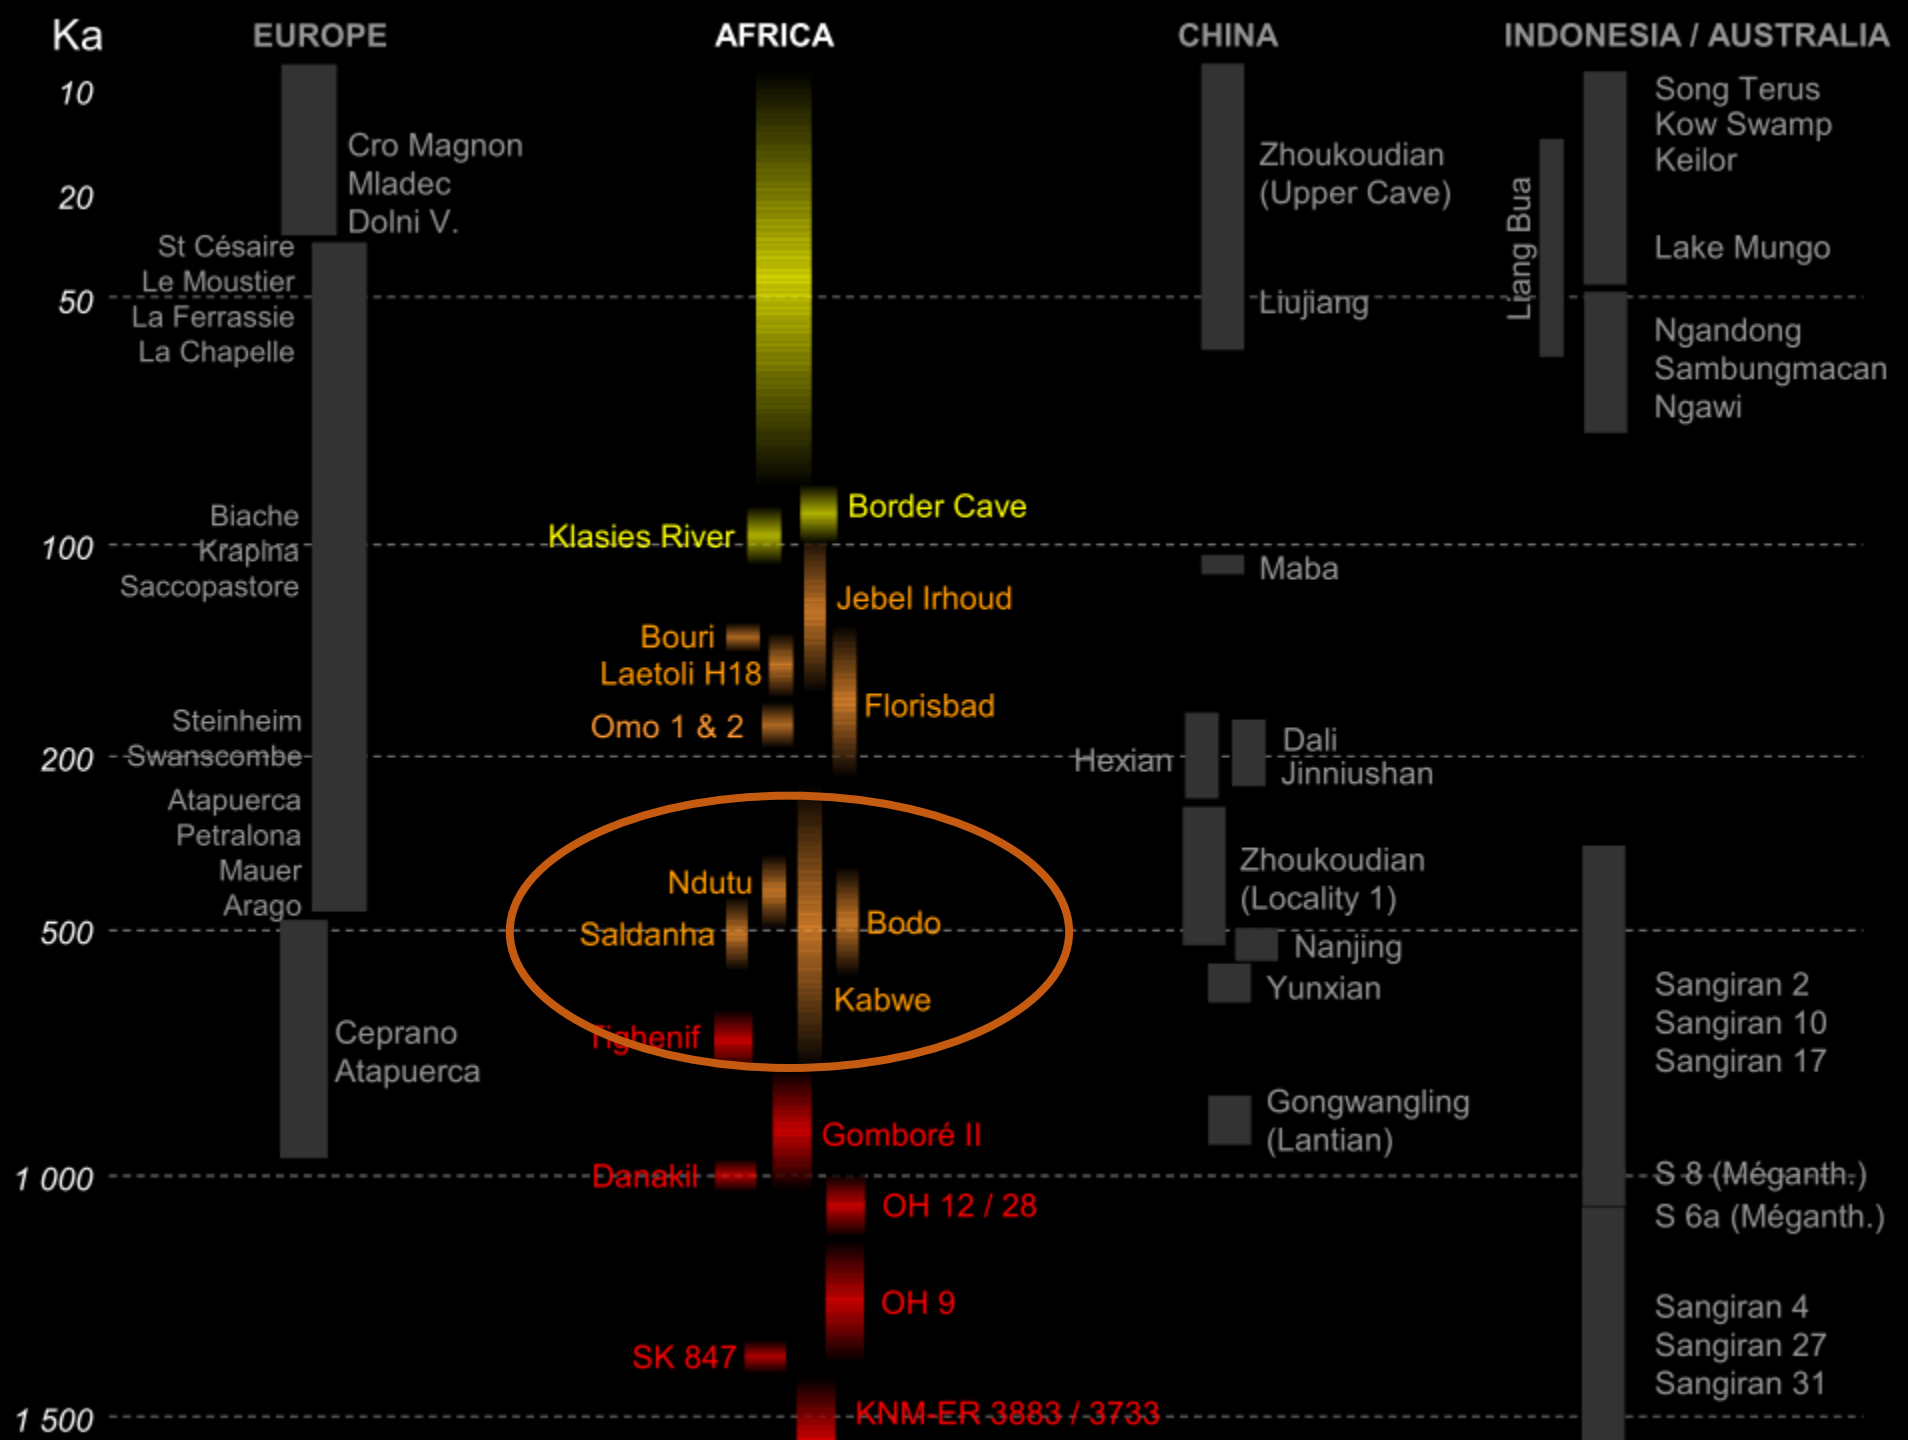 Ka
EUROPE
AFRICA
CHINA
INDONESIA / AUSTRALIA
10
20
50
100
200
500
1 000
1 500
Cro Magnon
Mladec
Dolni V.
St Césaire
Le Moustier
La Ferrassie
La Chapelle
Biache
Krapina
Saccopastore
Steinheim
Swanscombe
Atapuerca
Petralona
Mauer
Arago
Ceprano
Atapuerca
Border Cave
Klasies River
Jebel Irhoud
Bouri
Laetoli H18
Florisbad
Omo 1 & 2
Ndutu
Bodo
Saldanha
Kabwe
Tighenif
Gomboré II
Danakil
OH 12 / 28
OH 9
SK 847
KNM-ER 3883 / 3733
Zhoukoudian
(Upper Cave)
Liujiang
Maba
Hexian
Dali
Jinniushan
Zhoukoudian
(Locality 1)
Nanjing
Yunxian
Gongwangling
(Lantian)
Liang Bua
Song Terus
Kow Swamp
Keilor
Lake Mungo
Ngandong
Sambungmacan
Ngawi
Sangiran 2
Sangiran 10
Sangiran 17
S 8 (Méganth.)
S 6a (Méganth.)
Sangiran 4
Sangiran 27
Sangiran 31